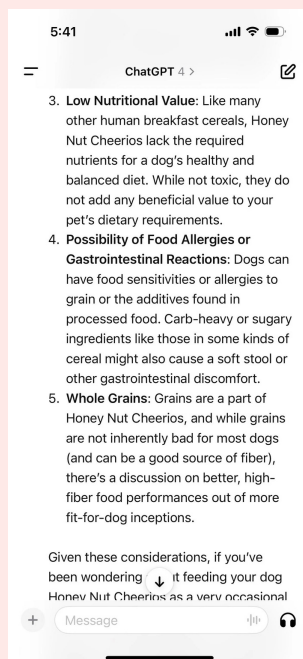 5:41
ChatGPT 4 >
3. Low Nutritional Value: Like many
other human breakfast cereals, Honey
Nut Cheerios lack the required
nutrients for a dog's healthy and
balanced diet. While not toxic, they do
not add any beneficial value to your
pet's dietary requirements.
4. Possibility of Food Allergies or
Gastrointestinal Reactions: Dogs can
have food sensitivities or allergies to
grain or the additives found in
processed food. Carb-heavy or sugary
ingredients like those in some kinds of
cereal might also cause a soft stool or
other gastrointestinal discomfort.
5. Whole Grains: Grains are a part of
Honey Nut Cheerios, and while grains
are not inherently bad for most dogs
(and can be a good source of fiber),
there's a discussion on better, high-
fiber food performances out of more
fit-for-dog inceptions.
Given these considerations, if you've
been wondering feeding your dog
Honey Nut Cheerios as a very occasional
Message